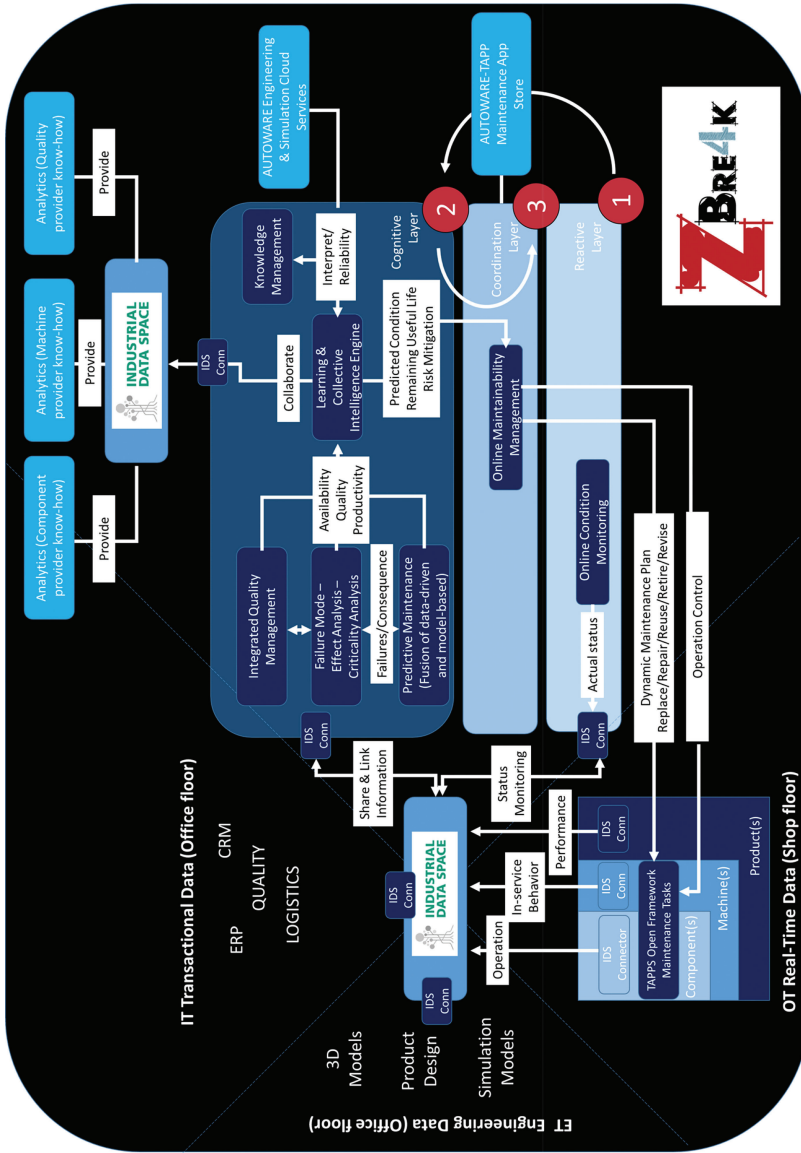 Analytics (Component
provider know-how)
Analytics (Machine
provider know-how)
Analytics (Quality
provider know-how)
Provide
Provide
Provide
INDUSTRIAL
DATA SPACE
IDS
Conn
IT Transactional Data (Office floor)
ERP
CRM
QUALITY
LOGISTICS
AUTOWARE Engineering
& Simulation Cloud
Services
Integrated Quality
Management
Failure Mode –
Effect Analysis –
Criticality Analysis
Failures/Consequence
Predictive Maintenance
(Fusion of data-driven
and model-based)
Availability
Quality
Productivity
Collaborate
Learning &
Collective
Intelligence Engine
Interpret/
Reliability
Knowledge
Management
Predicted Condition
Remaining Useful Life
Risk Mitigation
Cognitive
Layer
2
IDS
Conn
Share & Link
Information
Status
Monitoring
IDS
Conn
IDS
Conn
INDUSTRIAL
DATA SPACE
ET Engineering Data (Office floor)
3D
Models
Product
Design
Simulation
Models
Online Maintainability
Management
Coordination
Layer
3
AUTOWARE-TAPP
Maintenance App
Store
Online Condition
Monitoring
Reactive
Layer
1
Actual status
IDS
Conn
Operation
In-service
Behavior
Performance
IDS
Connector
IDS
Conn
IDS
Conn
TAPPS Open Framework
Maintenance Tasks
Component(s)
Machine(s)
Product(s)
Dynamic Maintenance Plan
Replace/Repair/Reuse/Retire/Revise
Operation Control
OT Real-Time Data (Shop floor)
Z
BRE4K